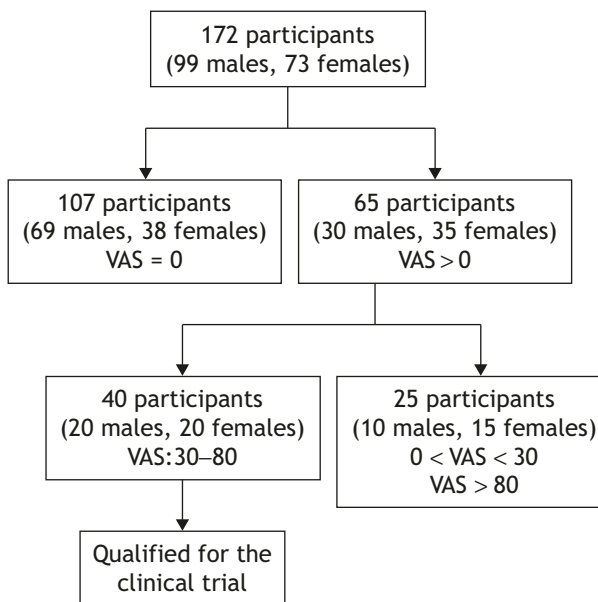 172 participants
(99 males, 73 females)
107 participants
(69 males, 38 females)
VAS = 0
65 participants
(30 males, 35 females)
VAS > 0
40 participants
(20 males, 20 females)
VAS:30–80
25 participants
(10 males, 15 females)
0 < VAS < 30
VAS > 80
Qualified for the
clinical trial